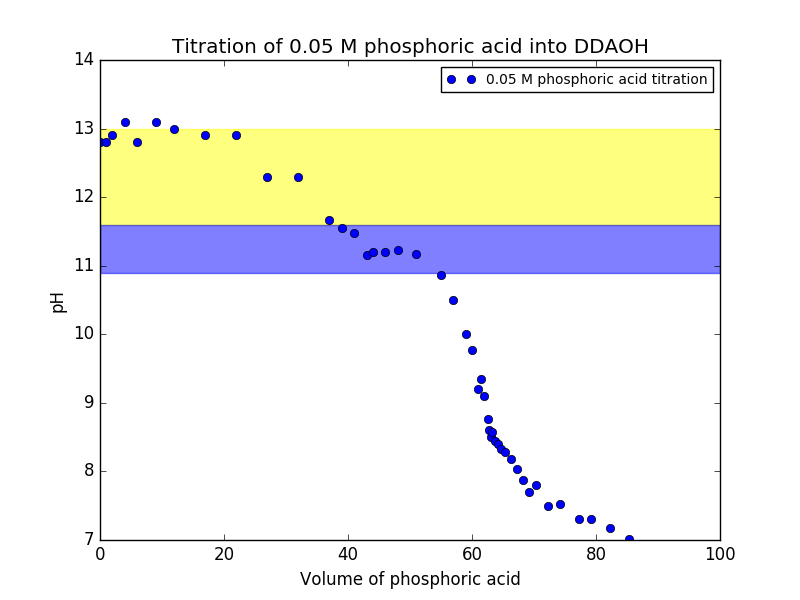 Titration of 0.05 M phosphoric acid into DDAOH
0.05 M phosphoric acid titration
14
13
12
11
10
9
8
7
pH
0 20 40 60 80 100
Volume of phosphoric acid